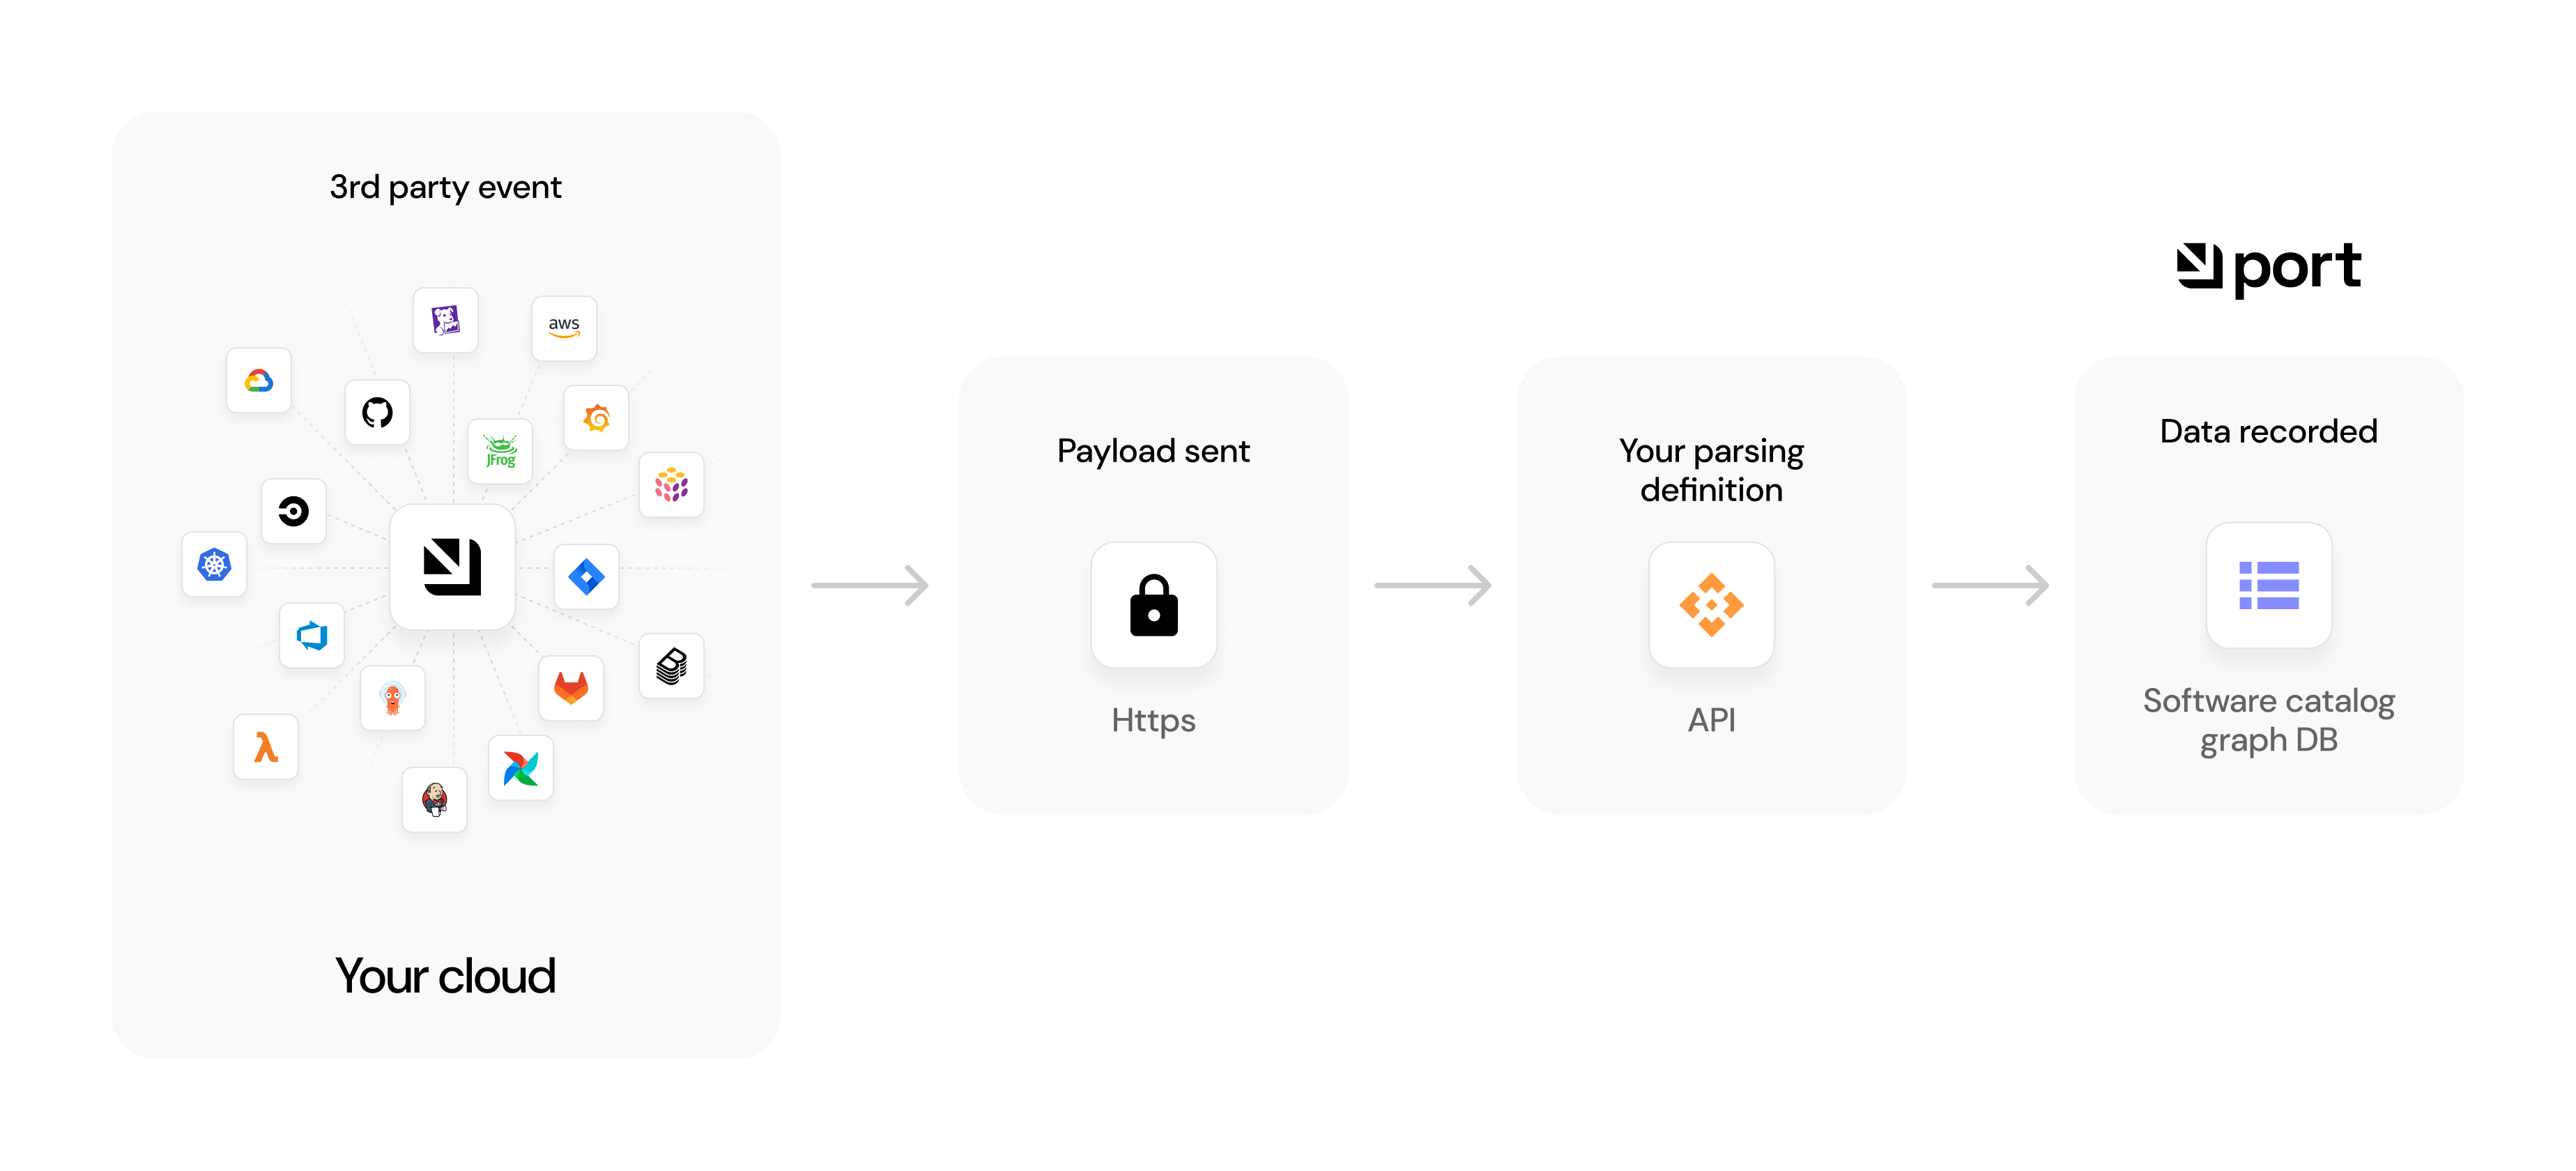 3rd party event
aws
JFrog
Your cloud
Payload sent
Https
Your parsing
definition
API
port
Data recorded
Software catalog
graph DB